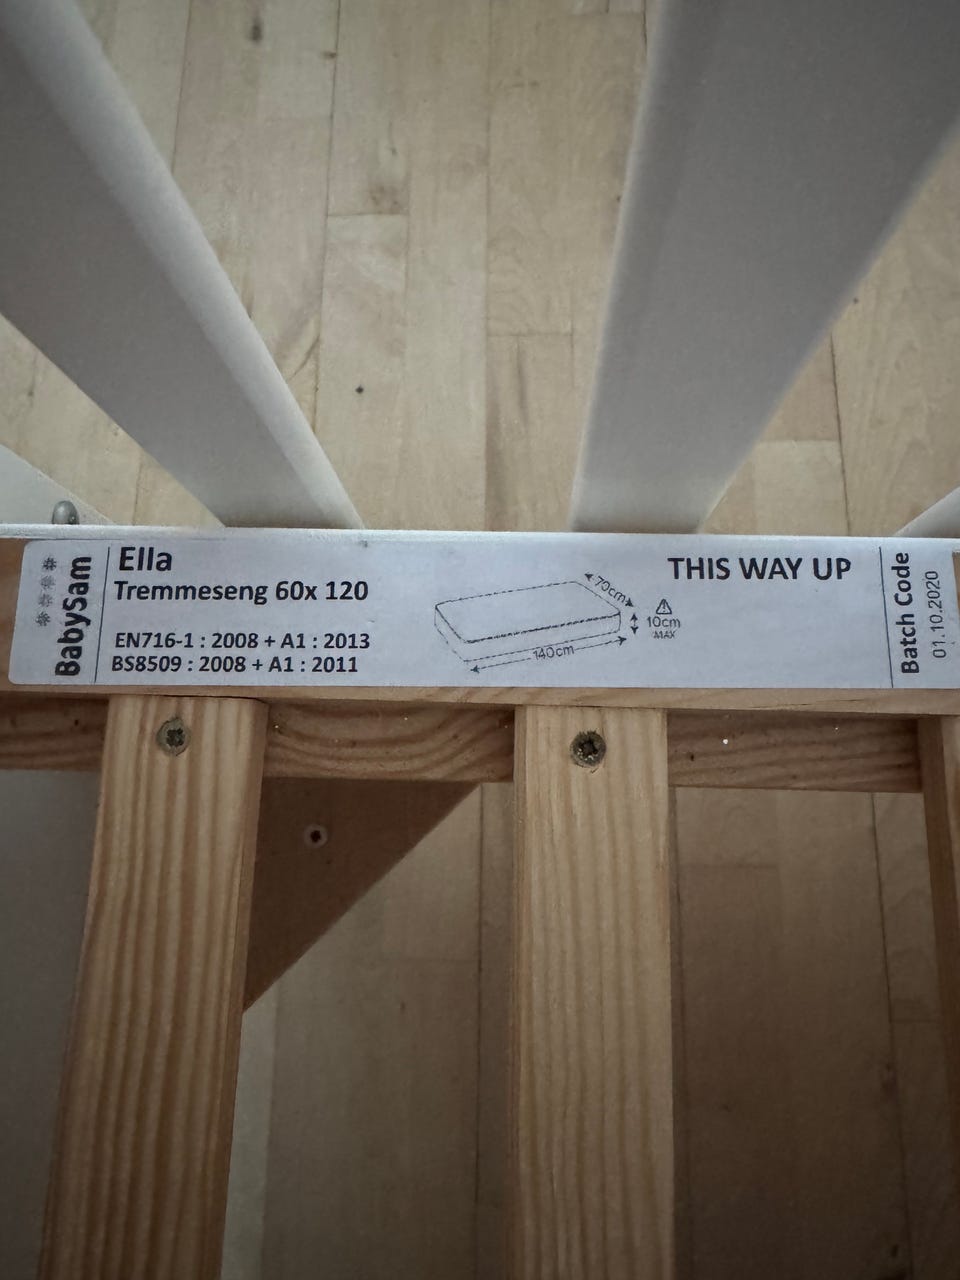 BabySam
Ella
Tremmeseng 60x 120
EN716-1 : 2008 + A1 : 2013
BS8509 : 2008 + A1 : 2011
70cm
10cm
MAX
140cm
THIS WAY UP
Batch Code
01.10.2020